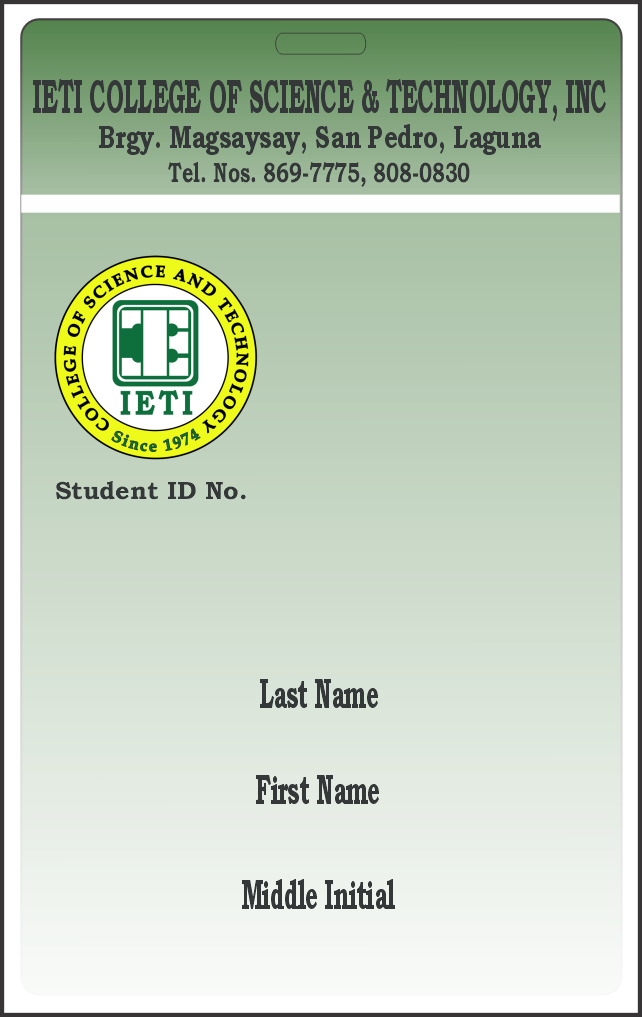 IETI COLLEGE OF SCIENCE & TECHNOLOGY, INC
Brgy. Magsaysay, San Pedro, Laguna
Tel. Nos. 869-7775, 808-0830
COLLEGE OF SCIENCE AND TECHNOLOGY
IETI
Since 1974
Student ID No.
Last Name
First Name
Middle Initial